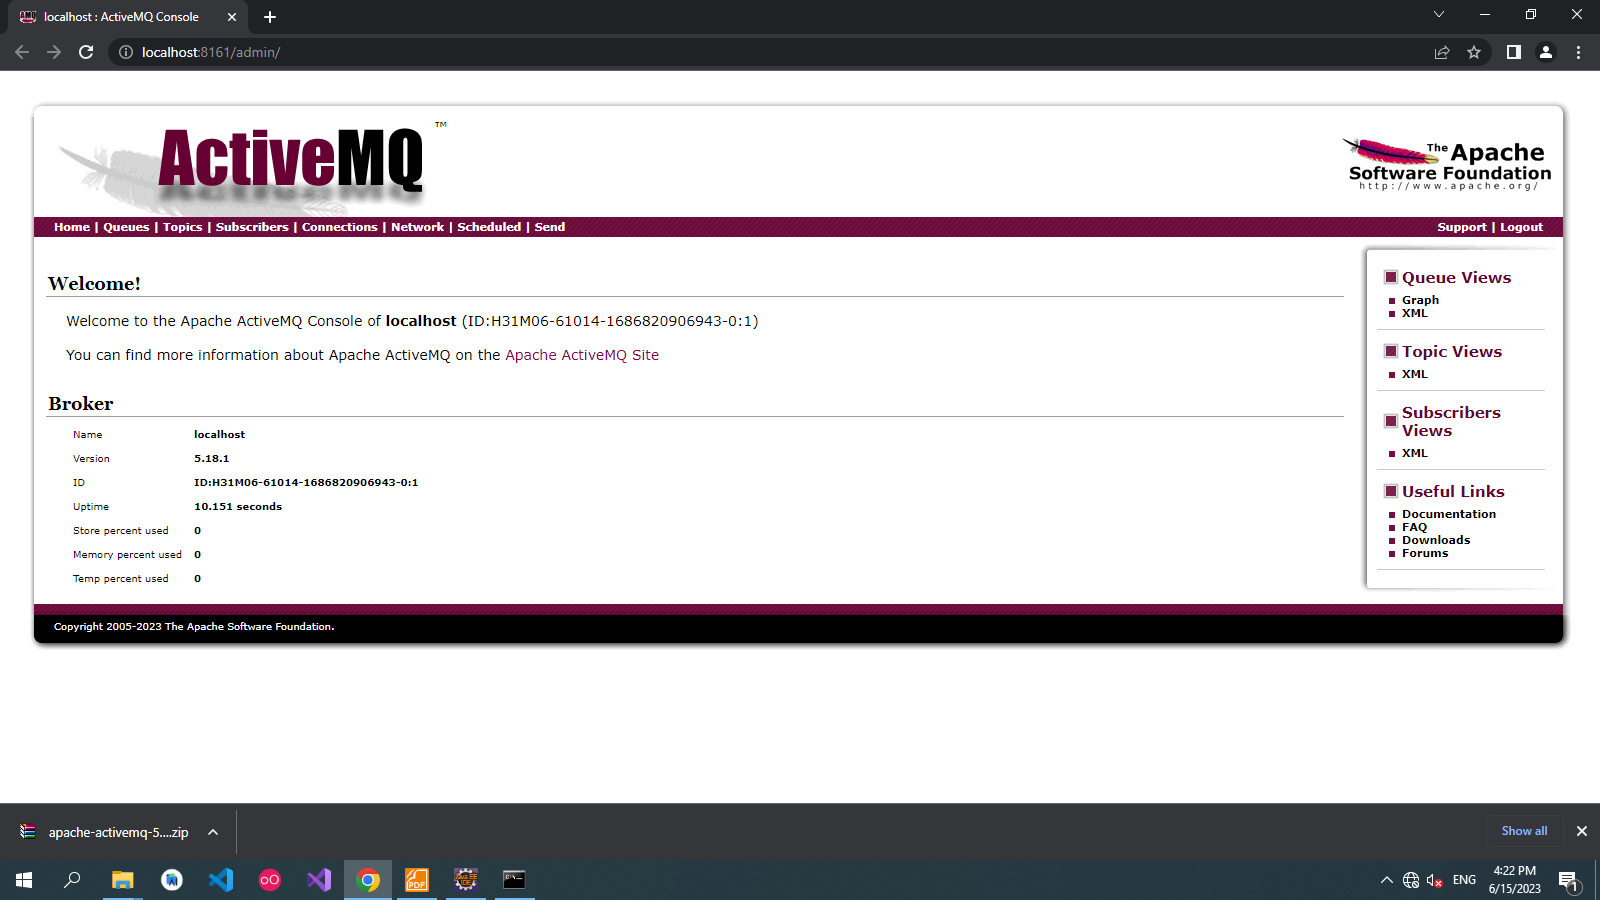 localhost : ActiveMQ Console
localhost:8161/admin/
ActiveMQ ™
The Apache
Software Foundation
http://www.apache.org/
Home | Queues | Topics | Subscribers | Connections | Network | Scheduled | Send
Support | Logout
Welcome!
Welcome to the Apache ActiveMQ Console of localhost (ID:H31M06-61014-1686820906943-0:1)
You can find more information about Apache ActiveMQ on the Apache ActiveMQ Site
Broker
Name localhost
Version 5.18.1
ID ID:H31M06-61014-1686820906943-0:1
Uptime 10.151 seconds
Store percent used 0
Memory percent used 0
Temp percent used 0
Queue Views
Graph
XML
Topic Views
XML
Subscribers
Views
XML
Useful Links
Documentation
FAQ
Downloads
Forums
Copyright 2005-2023 The Apache Software Foundation.
apache-activemq-5....zip
Show all
PDF
ENG
4:22 PM
6/15/2023
1